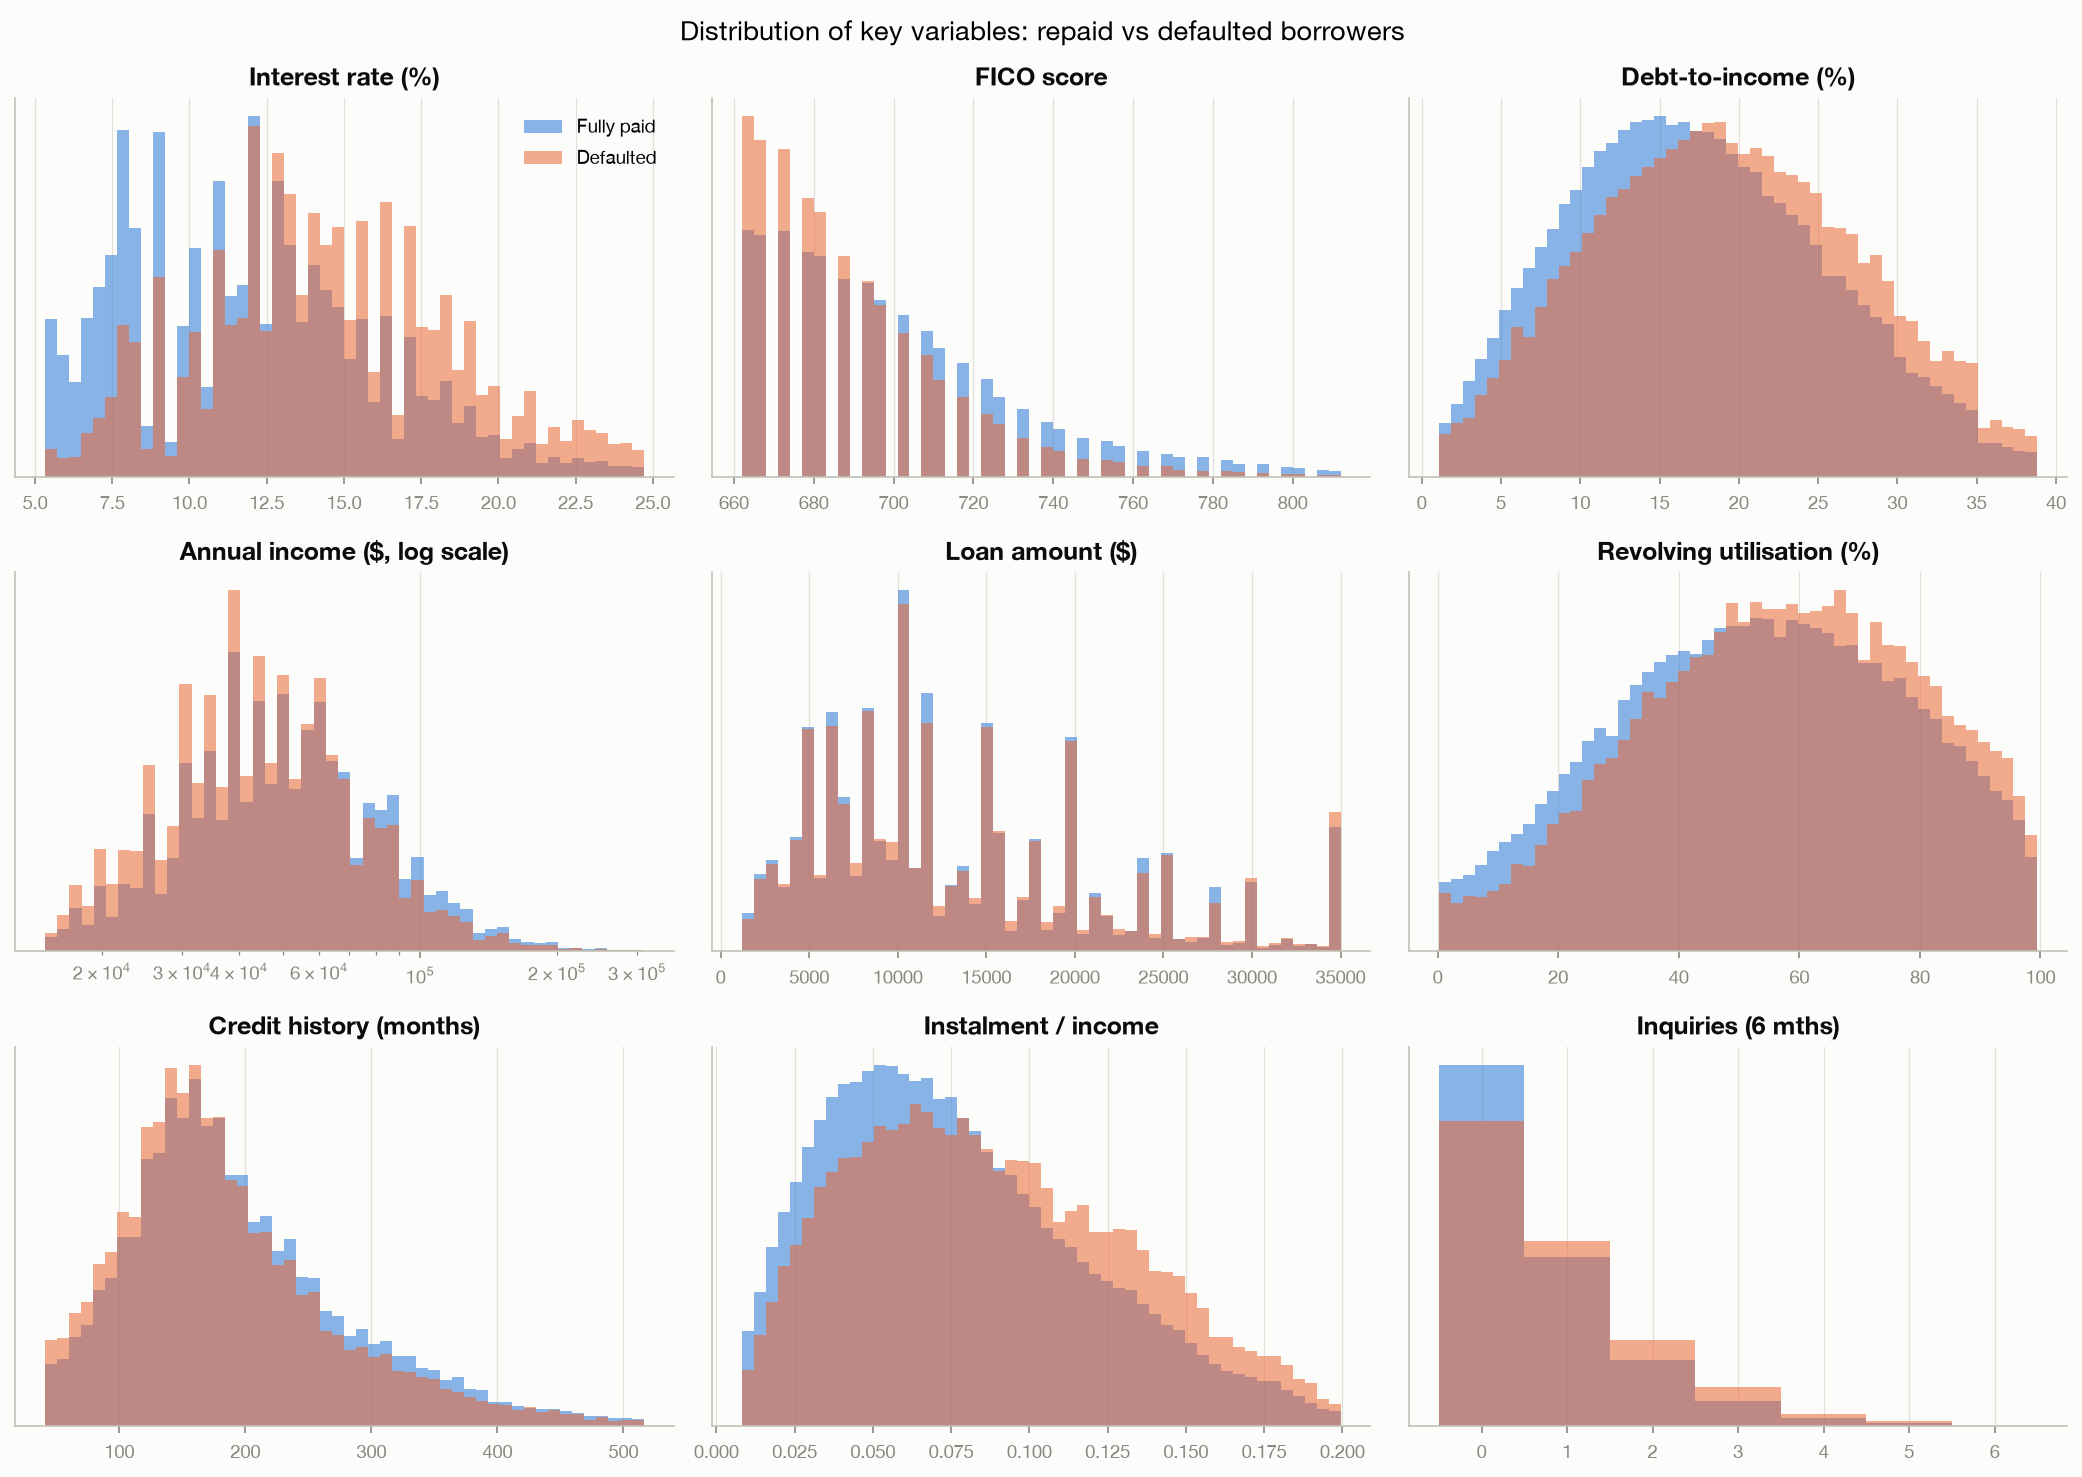 Distribution of key variables: repaid vs defaulted borrowers
Interest rate (%)
Fully paid
Defaulted
5.0 7.5 10.0 12.5 15.0 17.5 20.0 22.5 25.0
FICO score
660 680 700 720 740 760 780 800
Debt-to-income (%)
0 5 10 15 20 25 30 35 40
Annual income ($, log scale)
2 × 10⁴ 3 × 10⁴ 4 × 10⁴ 6 × 10⁴ 10⁵ 2 × 10⁵ 3 × 10⁵
Loan amount ($)
0 5000 10000 15000 20000 25000 30000 35000
Revolving utilisation (%)
0 20 40 60 80 100
Credit history (months)
100 200 300 400 500
Instalment / income
0.000 0.025 0.050 0.075 0.100 0.125 0.150 0.175 0.200
Inquiries (6 mths)
0 1 2 3 4 5 6